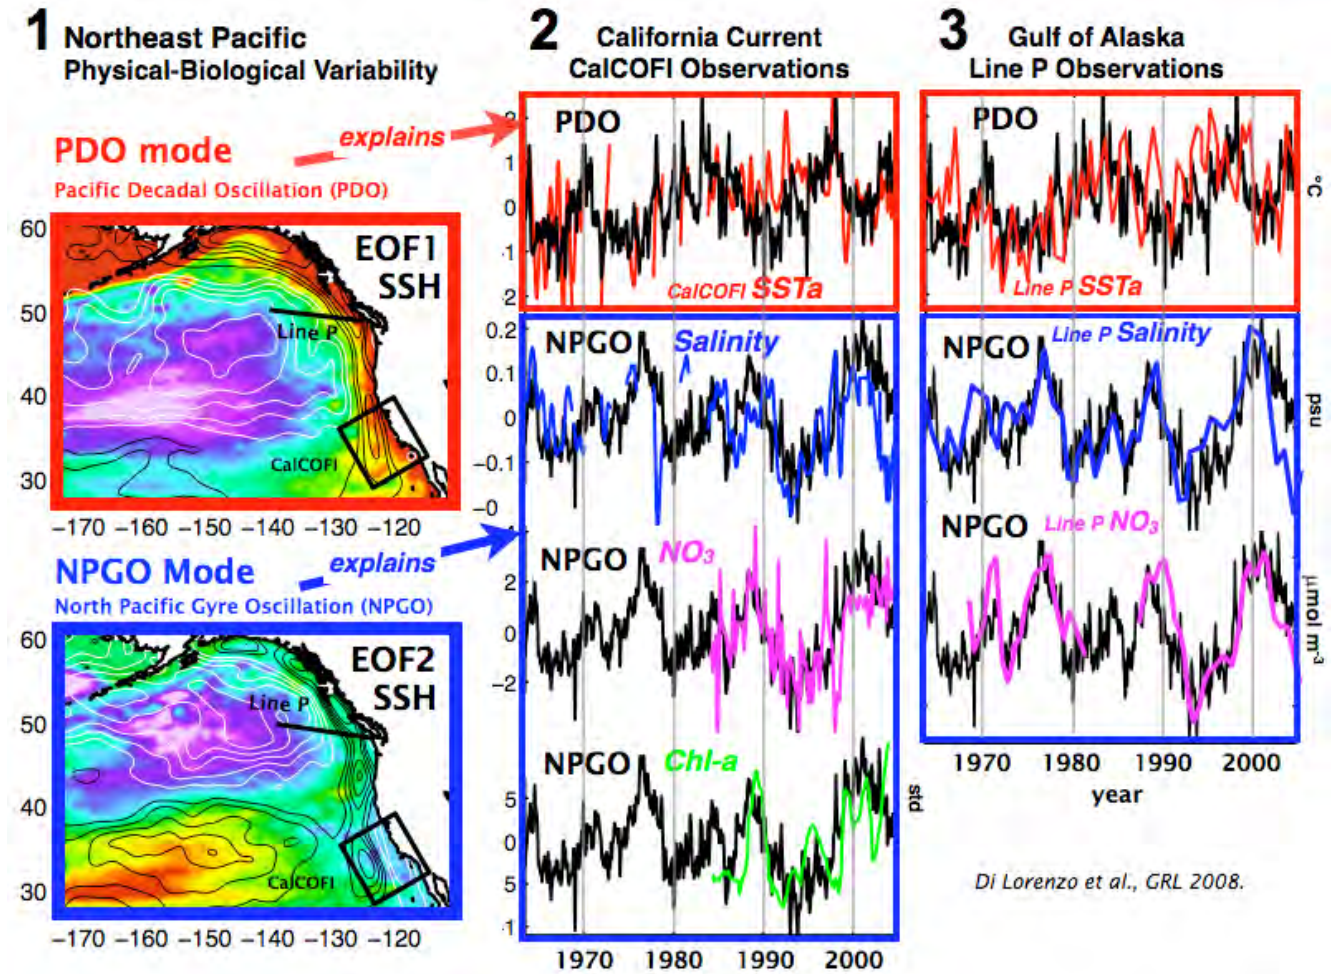 1 Northeast Pacific
Physical-Biological Variability
PDO mode
Pacific Decadal Oscillation (PDO)
explains
EOF1
SSH
Line P
CalCOFI
60
50
40
30
−170 −160 −150 −140 −130 −120
NPGO Mode
North Pacific Gyre Oscillation (NPGO)
explains
EOF2
SSH
Line P
CalCOFI
60
50
40
30
−170 −160 −150 −140 −130 −120
2 California Current
CalCOFI Observations
PDO
CalCOFI SSTa
2
1
0
-1
-2
NPGO
Salinity
0.2
0.1
0
−0.1
−0
NPGO
NO3
4
2
0
−2
NPGO
Chl-a
5
0
5
-1
std
1970 1980 1990 2000
3 Gulf of Alaska
Line P Observations
PDO
Line P SSTa
°C
NPGO
Line P Salinity
psu
NPGO
Line P NO3
μmol m-3
1970 1980 1990 2000
year
Di Lorenzo et al., GRL 2008.